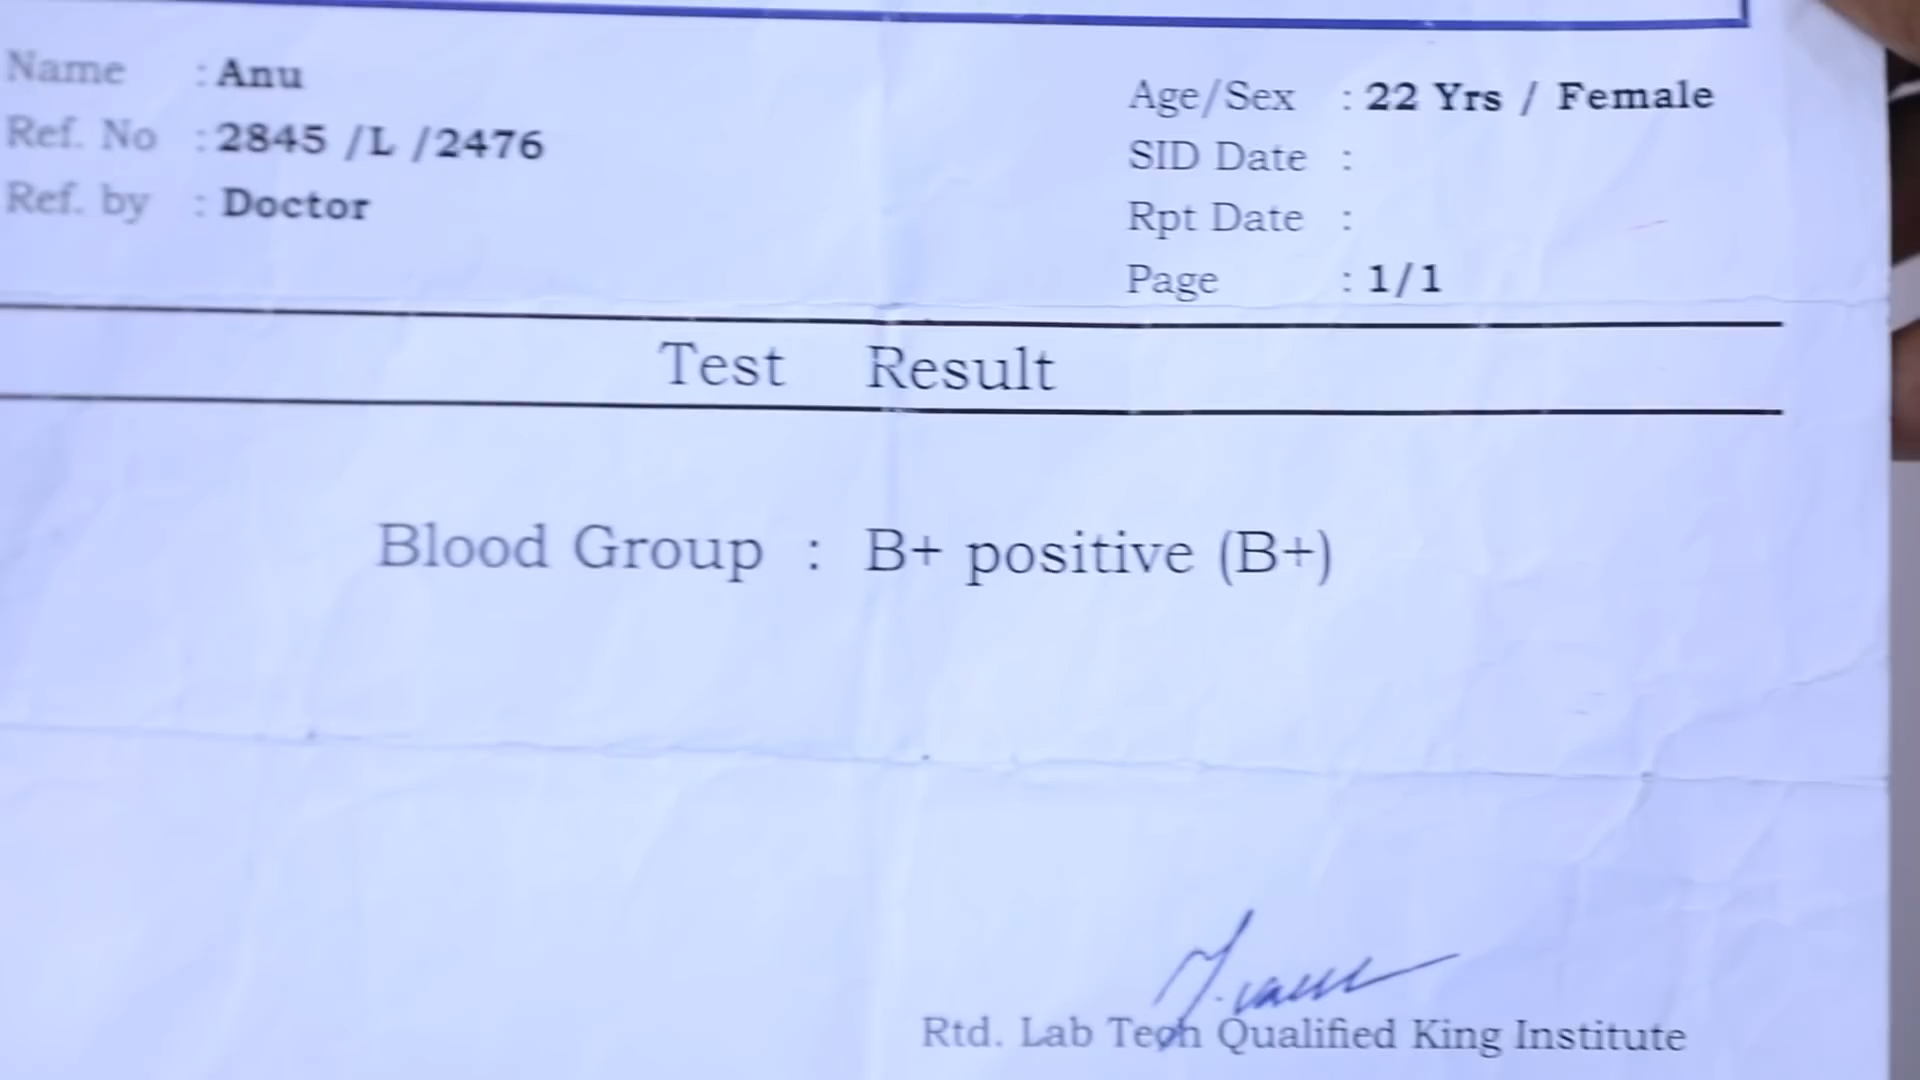 Name : Anu
Ref. No : 2845 /L /2476
Ref. by : Doctor
Age/Sex : 22 Yrs / Female
SID Date :
Rpt Date :
Page : 1/1
Test Result
Blood Group : B+ positive (B+)
Rtd. Lab Tech Qualified King Institute